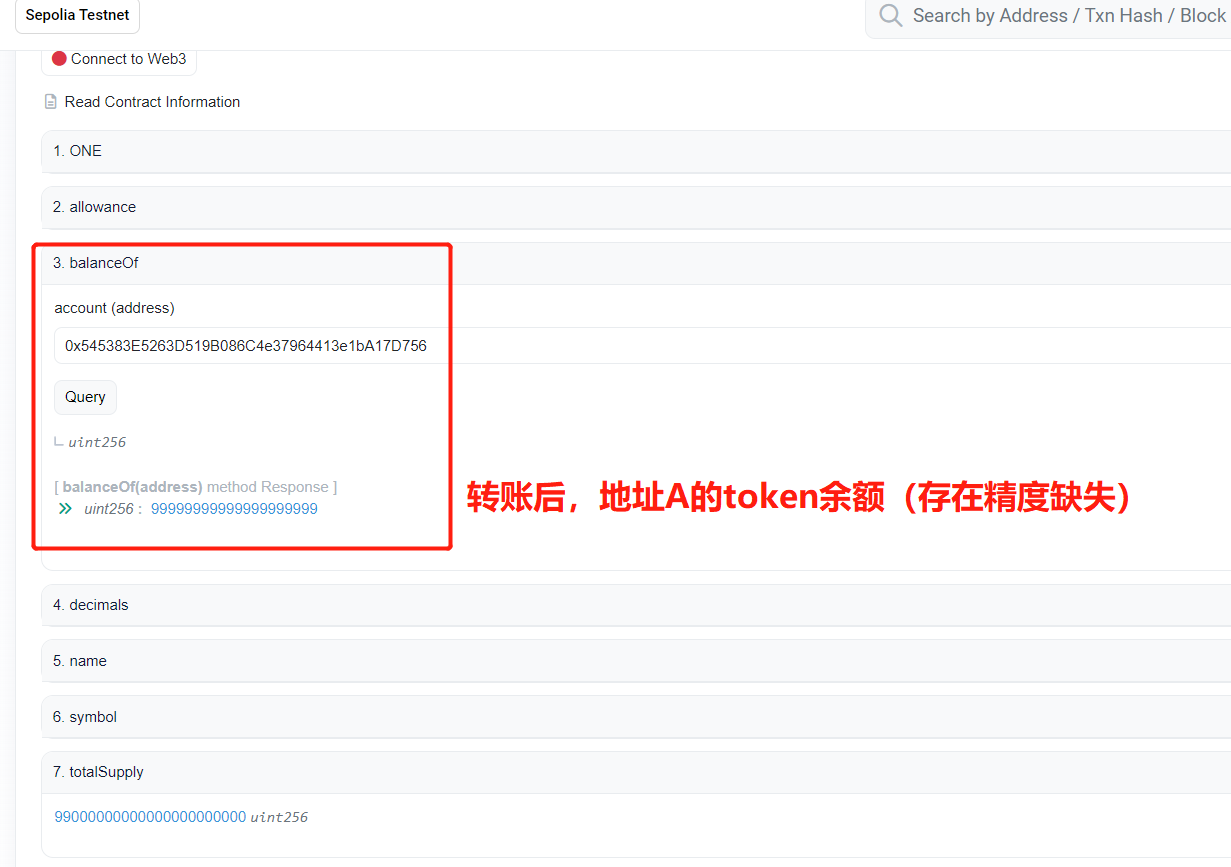 Sepolia Testnet
Search by Address / Txn Hash / Block
Connect to Web3
Read Contract Information
1. ONE
2. allowance
3. balanceOf
account (address)
0x545383E5263D519B086C4e37964413e1bA17D756
Query
uint256
[ balanceOf(address) method Response ]
uint256 : 99999999999999999999
转账后，地址A的token余额（存在精度缺失）
4. decimals
5. name
6. symbol
7. totalSupply
99000000000000000000000 uint256